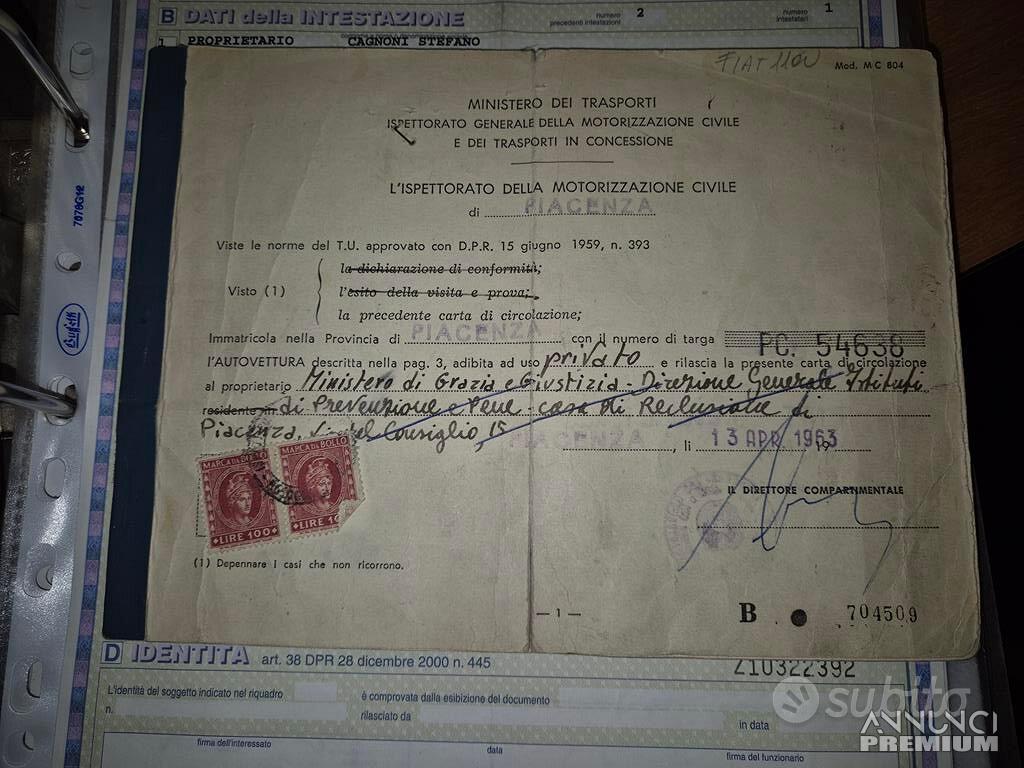 B DATI della INTESTAZIONE
numero precedenti intestazioni 2 numero intestatari 1
1 PROPRIETARIO CAGNONI STEFANO
FIAT 1100 Mod. M C 804
MINISTERO DEI TRASPORTI
ISPETTORATO GENERALE DELLA MOTORIZZAZIONE CIVILE
E DEI TRASPORTI IN CONCESSIONE
L'ISPETTORATO DELLA MOTORIZZAZIONE CIVILE
di PIACENZA
Viste le norme del T.U. approvato con D.P.R. 15 giugno 1959, n. 393
la dichiarazione di conformità;
Visto (1) l'esito della visita e prova;
la precedente carta di circolazione;
Immatricola nella Provincia di PIACENZA con il numero di targa PC. 54638
l'AUTOVETTURA descritta nella pag. 3, adibita ad uso privato e rilascia la presente carta di circolazione
al proprietario Ministero di Grazia e Giustizia - Direzione Generale Istituti
residente in di Prevenzione e Pene - casa di Reclusione di
Piacenza, Consiglio, 15
PIACENZA, li 13 APR 1963 19
MARCA DA BOLLO MARCA DA BOLLO
LIRE 100 LIRE 10
IL DIRETTORE COMPARTIMENTALE
(1) Depennare i casi che non ricorrono.
— 1 —
B 704509
D IDENTITA art. 38 DPR 28 dicembre 2000 n. 445
Z10322392
L'identità del soggetto indicato nel riquadro è comprovata dalla esibizione del documento
n. rilasciato da in data
firma dell'interessato data firma del funzionario
7878G12
Buffetti
subito
ANNUNCI
PREMIUM